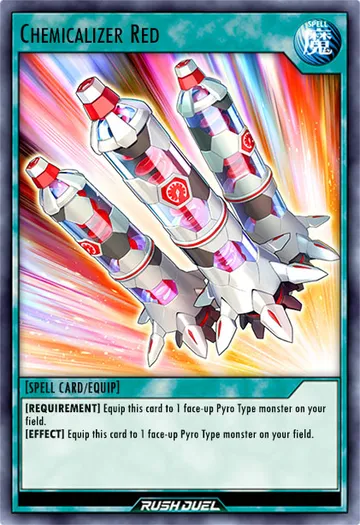 Chemicalizer Red
SPELL
魔
[SPELL CARD/EQUIP]
[REQUIREMENT] Equip this card to 1 face-up Pyro Type monster on your
field.
[EFFECT] Equip this card to 1 face-up Pyro Type monster on your field.
RUSH DUEL